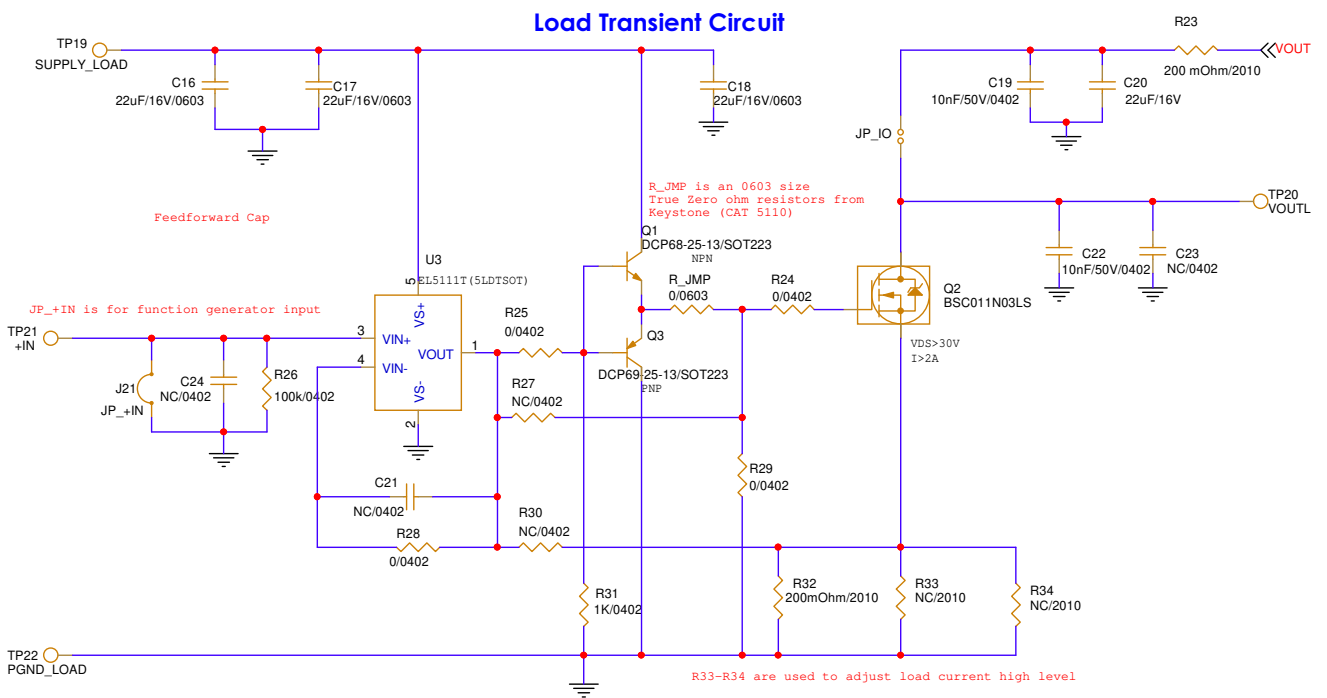 Load Transient Circuit
TP19
SUPPLY_LOAD
C16
22uF/16V/0603
C17
22uF/16V/0603
C18
22uF/16V/0603
C19
10nF/50V/0402
C20
22uF/16V
R23
200 mOhm/2010
VOUT
JP_IO
R_JMP is an 0603 size
True Zero ohm resistors from
Keystone (CAT 5110)
Feedforward Cap
TP20
VOUTL
Q1
DCP68-25-13/SOT223
NPN
U3
EL5111T(5LDTSOT)
C22
10nF/50V/0402
C23
NC/0402
R_JMP
0/0603
R24
0/0402
Q2
BSC011N03LS
VDS>30V
I>2A
JP_+IN is for function generator input
TP21
+IN
3
4
5
VS+
VIN+
VIN-
VOUT
VS-
1
2
R25
0/0402
Q3
DCP69-25-13/SOT223
PNP
J21
JP_+IN
C24
NC/0402
R26
100k/0402
R27
NC/0402
R29
0/0402
C21
NC/0402
R28
0/0402
R30
NC/0402
R31
1K/0402
R32
200mOhm/2010
R33
NC/2010
R34
NC/2010
TP22
PGND_LOAD
R33-R34 are used to adjust load current high level